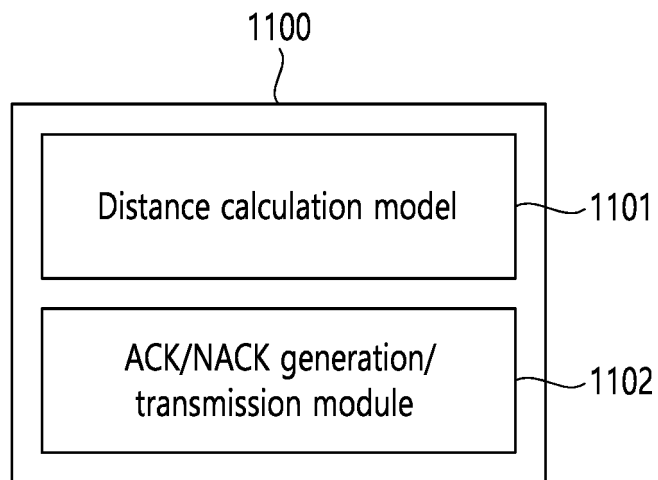 1100
Distance calculation model
1101
ACK/NACK generation/
transmission module
1102